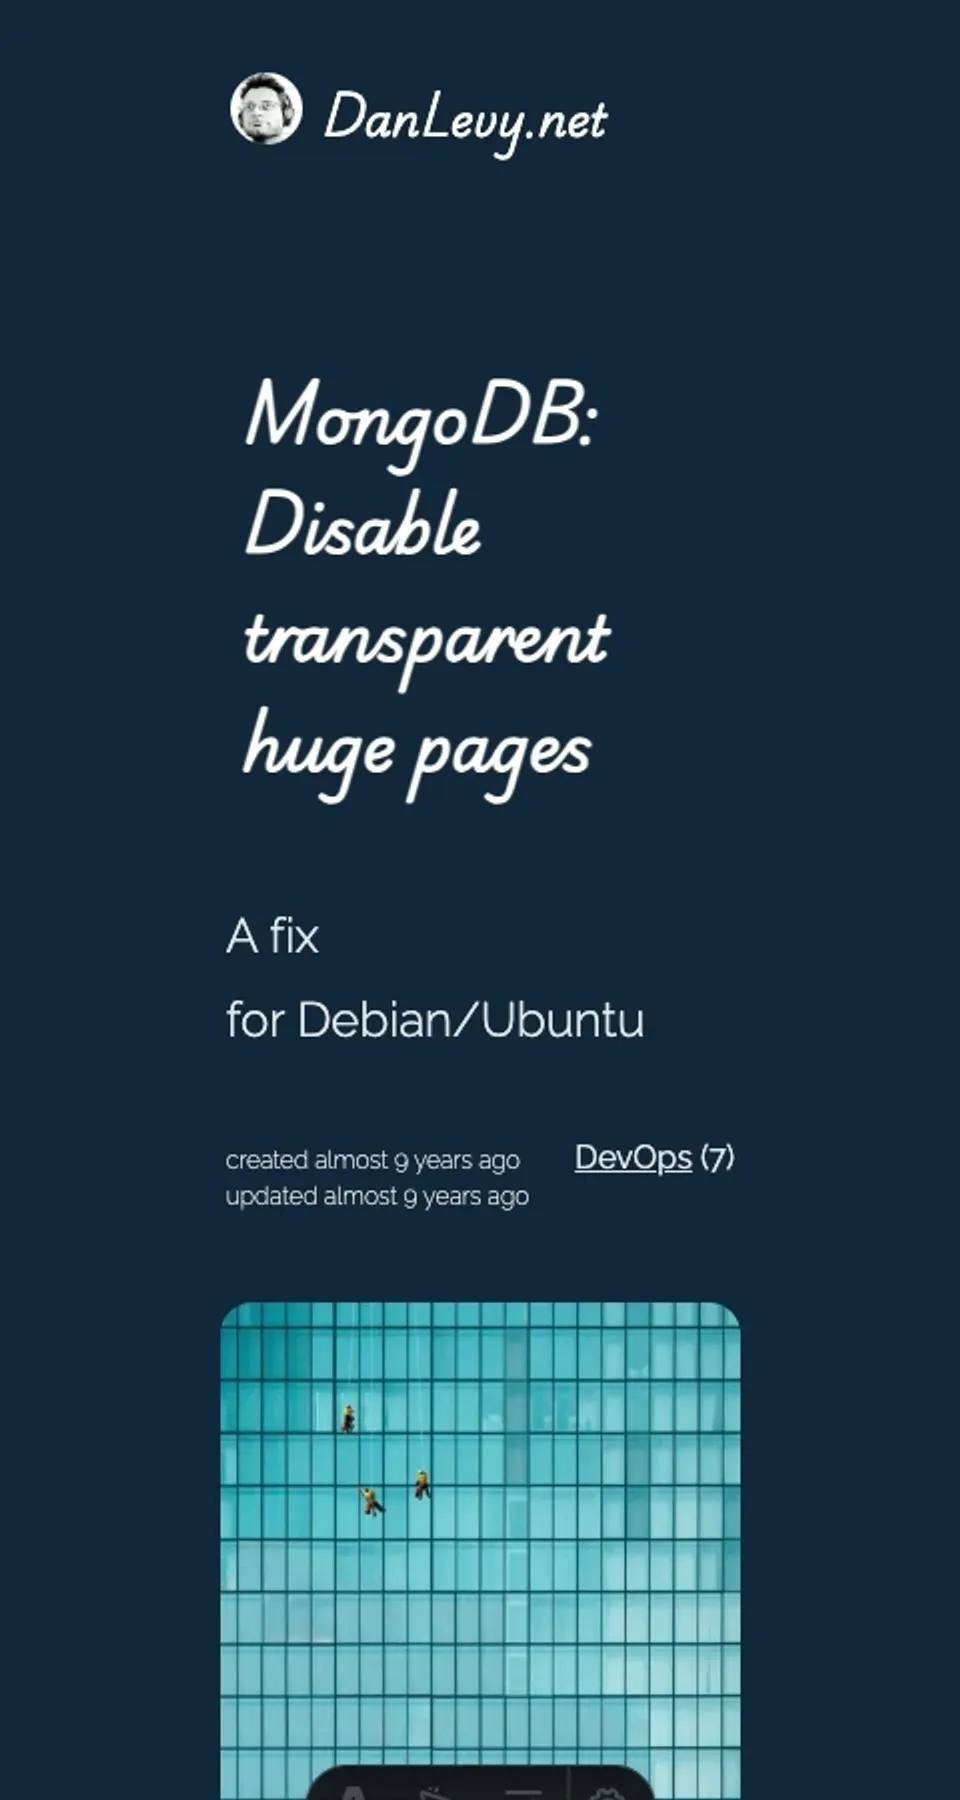 DanLevy.net
MongoDB:
Disable
transparent
huge pages
A fix
for Debian/Ubuntu
created almost 9 years ago
DevOps (7)
updated almost 9 years ago